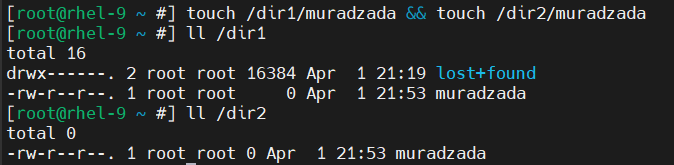 [root@rhel-9 ~ #] touch /dir1/muradzada && touch /dir2/muradzada
[root@rhel-9 ~ #] ll /dir1
total 16
drwx------. 2 root root 16384 Apr  1 21:19 lost+found
-rw-r--r--. 1 root root     0 Apr  1 21:53 muradzada
[root@rhel-9 ~ #] ll /dir2
total 0
-rw-r--r--. 1 root root 0 Apr  1 21:53 muradzada